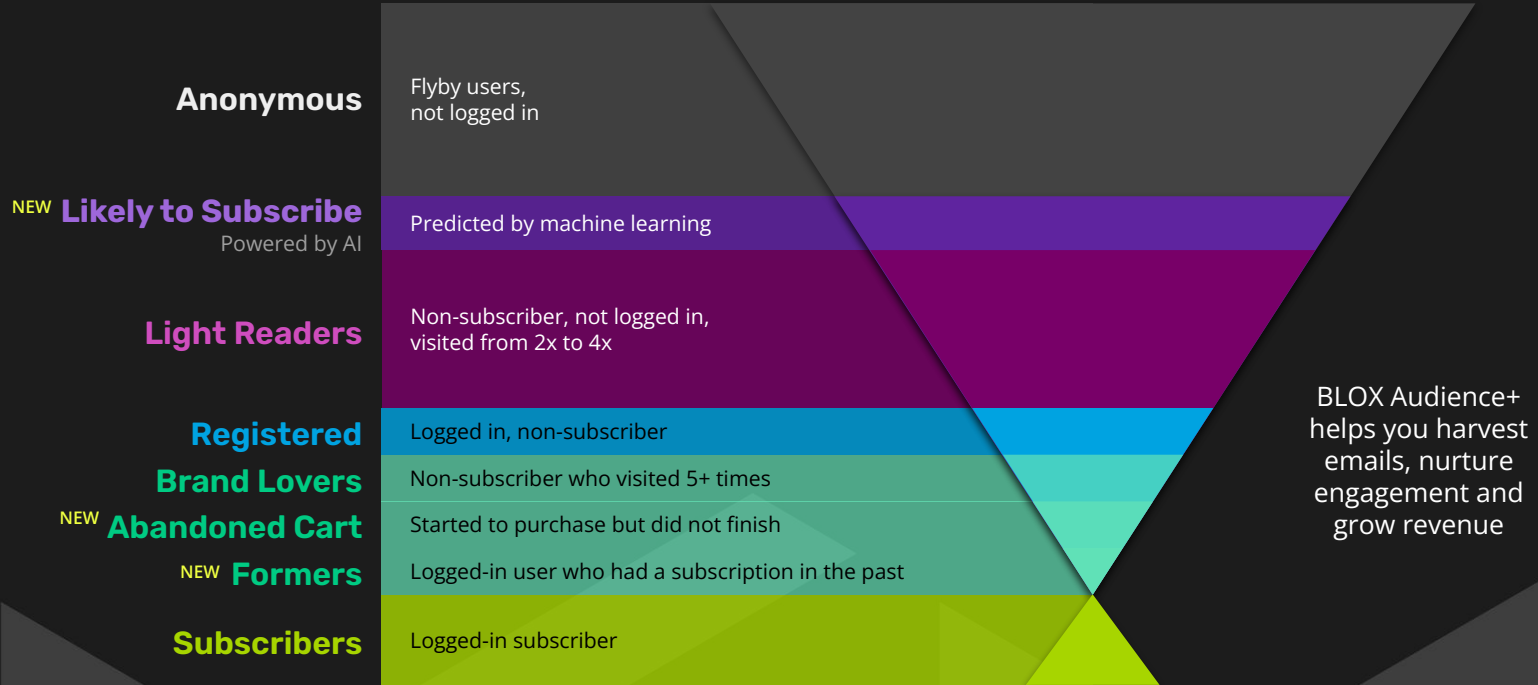 Anonymous
Flyby users,
not logged in
NEW Likely to Subscribe
Powered by AI
Predicted by machine learning
Light Readers
Non-subscriber, not logged in,
visited from 2x to 4x
Registered
Logged in, non-subscriber
Brand Lovers
Non-subscriber who visited 5+ times
NEW Abandoned Cart
Started to purchase but did not finish
NEW Formers
Logged-in user who had a subscription in the past
Subscribers
Logged-in subscriber
BLOX Audience+
helps you harvest
emails, nurture
engagement and
grow revenue